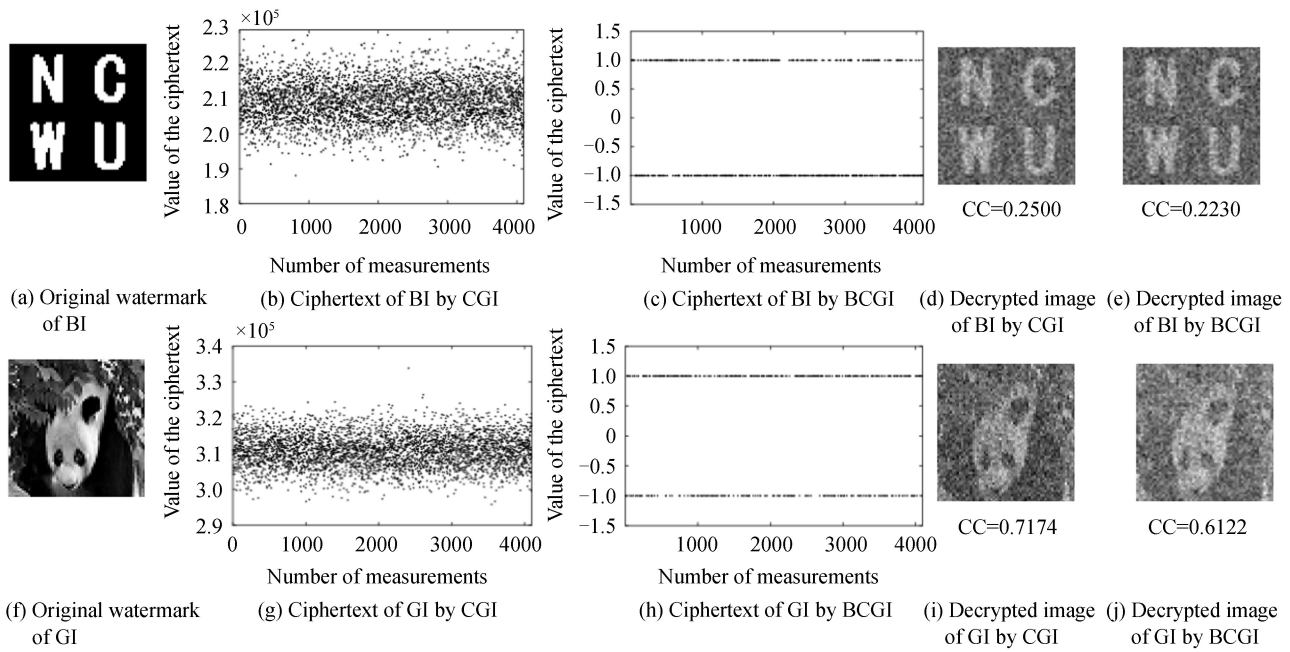 N C
W U
×10⁵
2.3
2.2
2.1
2.0
1.9
1.8
Value of the ciphertext
0 1000 2000 3000 4000
Number of measurements
1.5
1.0
0.5
0
−0.5
−1.0
−1.5
Value of the ciphertext
1000 2000 3000 4000
Number of measurements
N C
W U
CC=0.2500
N C
W U
CC=0.2230
(a) Original watermark
of BI
(b) Ciphertext of BI by CGI
(c) Ciphertext of BI by BCGI
(d) Decrypted image
of BI by CGI
(e) Decrypted image
of BI by BCGI
×10⁵
3.4
3.3
3.2
3.1
3.0
2.9
Value of the ciphertext
0 1000 2000 3000 4000
Number of measurements
1.5
1.0
0.5
0
−0.5
−1.0
−1.5
Value of the ciphertext
1000 2000 3000 4000
Number of measurements
CC=0.7174
CC=0.6122
(f) Original watermark
of GI
(g) Ciphertext of GI by CGI
(h) Ciphertext of GI by BCGI
(i) Decrypted image
of GI by CGI
(j) Decrypted image
of GI by BCGI